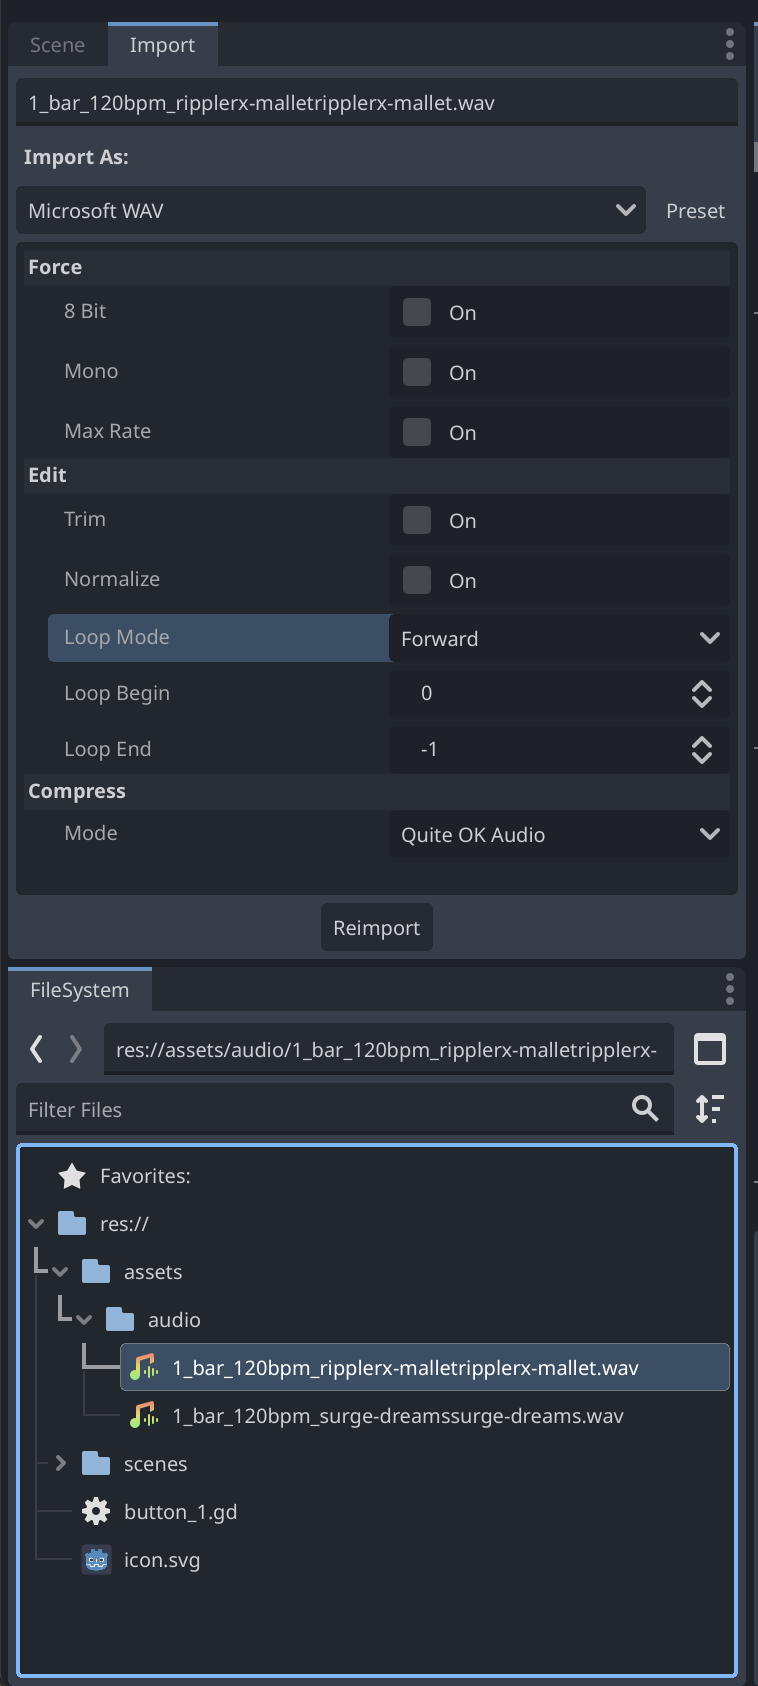 Scene Import
1_bar_120bpm_ripplerx-malletripplerx-mallet.wav
Import As:
Microsoft WAV Preset
Force
8 Bit On
Mono On
Max Rate On
Edit
Trim On
Normalize On
Loop Mode Forward
Loop Begin 0
Loop End -1
Compress
Mode Quite OK Audio
Reimport
FileSystem
res://assets/audio/1_bar_120bpm_ripplerx-malletripplerx-
Filter Files
Favorites:
res://
assets
audio
1_bar_120bpm_ripplerx-malletripplerx-mallet.wav
1_bar_120bpm_surge-dreamssurge-dreams.wav
scenes
button_1.gd
icon.svg